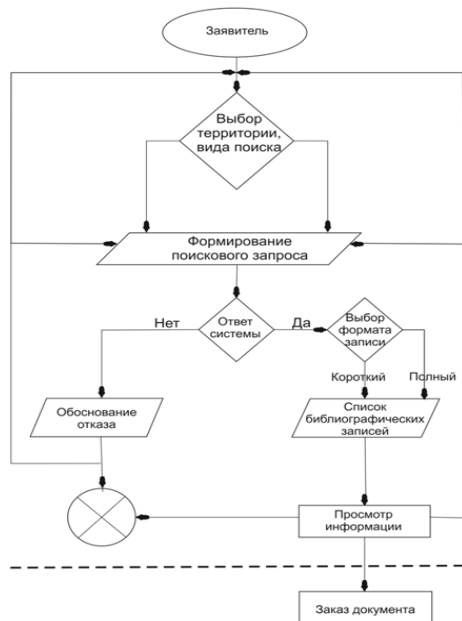 Заявитель
Выбор
территории,
вида поиска
Формирование
поискового запроса
Нет
Ответ
системы
Да
Выбор
формата
записи
Короткий
Полный
Обоснование
отказа
Список
библиографических
записей
Просмотр
информации
Заказ документа